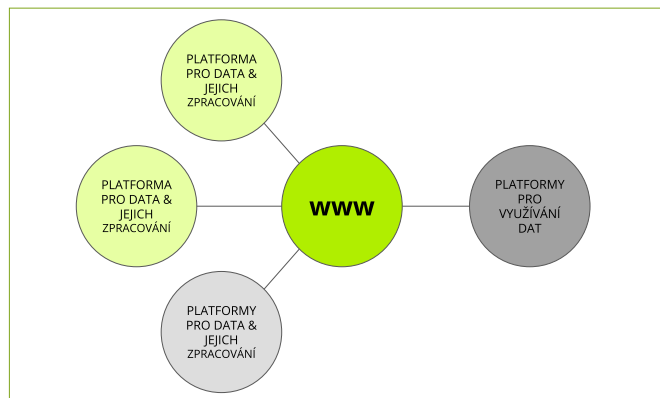 PLATFORMA
PRO DATA &
JEJICH
ZPRACOVÁNÍ
PLATFORMA
PRO DATA &
JEJICH
ZPRACOVÁNÍ
www
PLATFORMY
PRO
VYUŽÍVÁNÍ
DAT
PLATFORMY
PRO DATA &
JEJICH
ZPRACOVÁNÍ